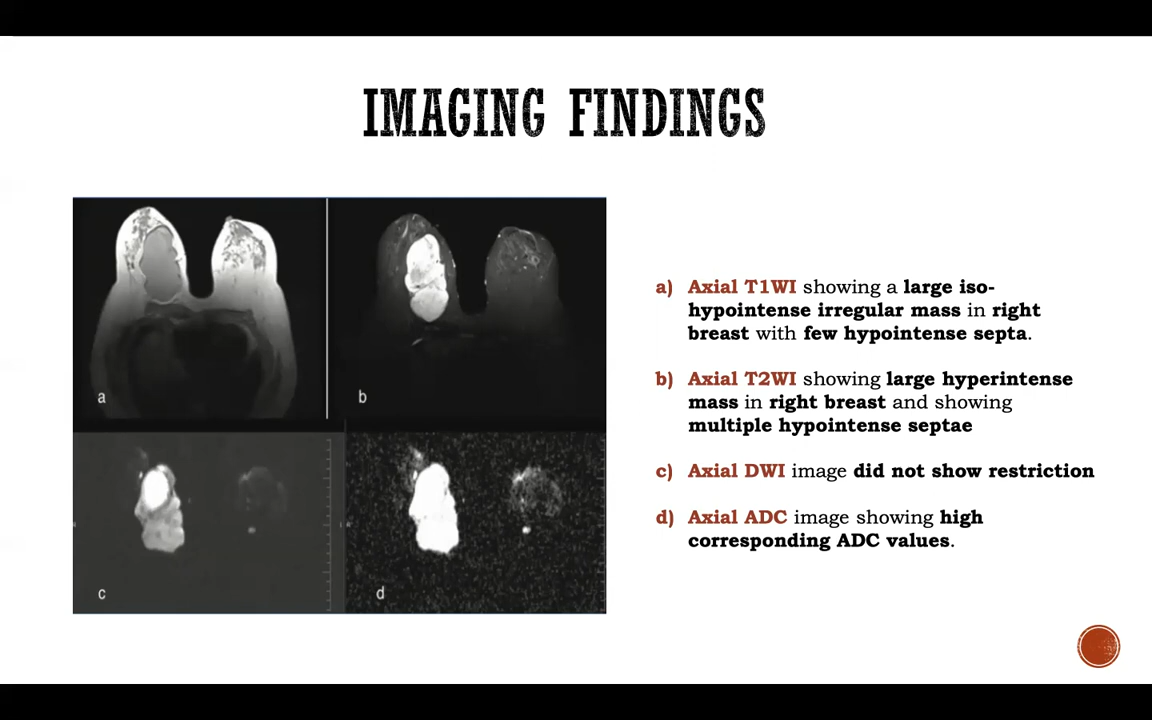 IMAGING FINDINGS
a
b
c
d
a) Axial T1WI showing a large iso-
hypointense irregular mass in right
breast with few hypointense septa.
b) Axial T2WI showing large hyperintense
mass in right breast and showing
multiple hypointense septae
c) Axial DWI image did not show restriction
d) Axial ADC image showing high
corresponding ADC values.